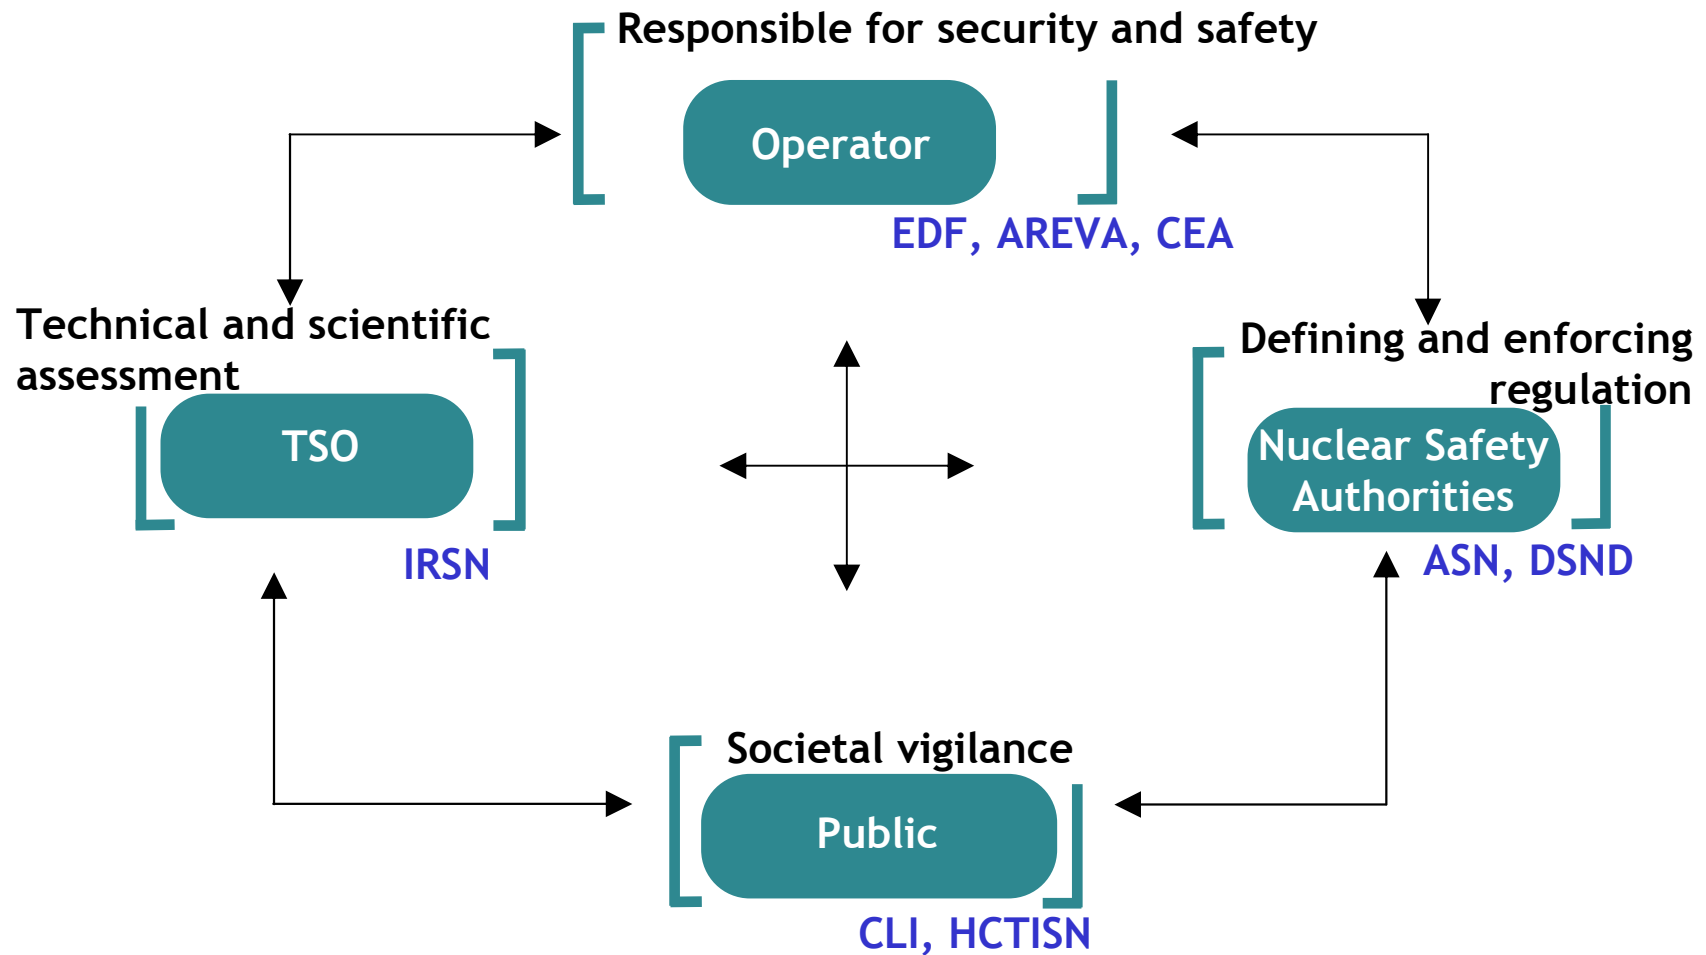 Responsible for security and safety
Operator
EDF, AREVA, CEA
Technical and scientific
assessment
TSO
IRSN
Defining and enforcing
regulation
Nuclear Safety
Authorities
ASN, DSND
Societal vigilance
Public
CLI, HCTISN